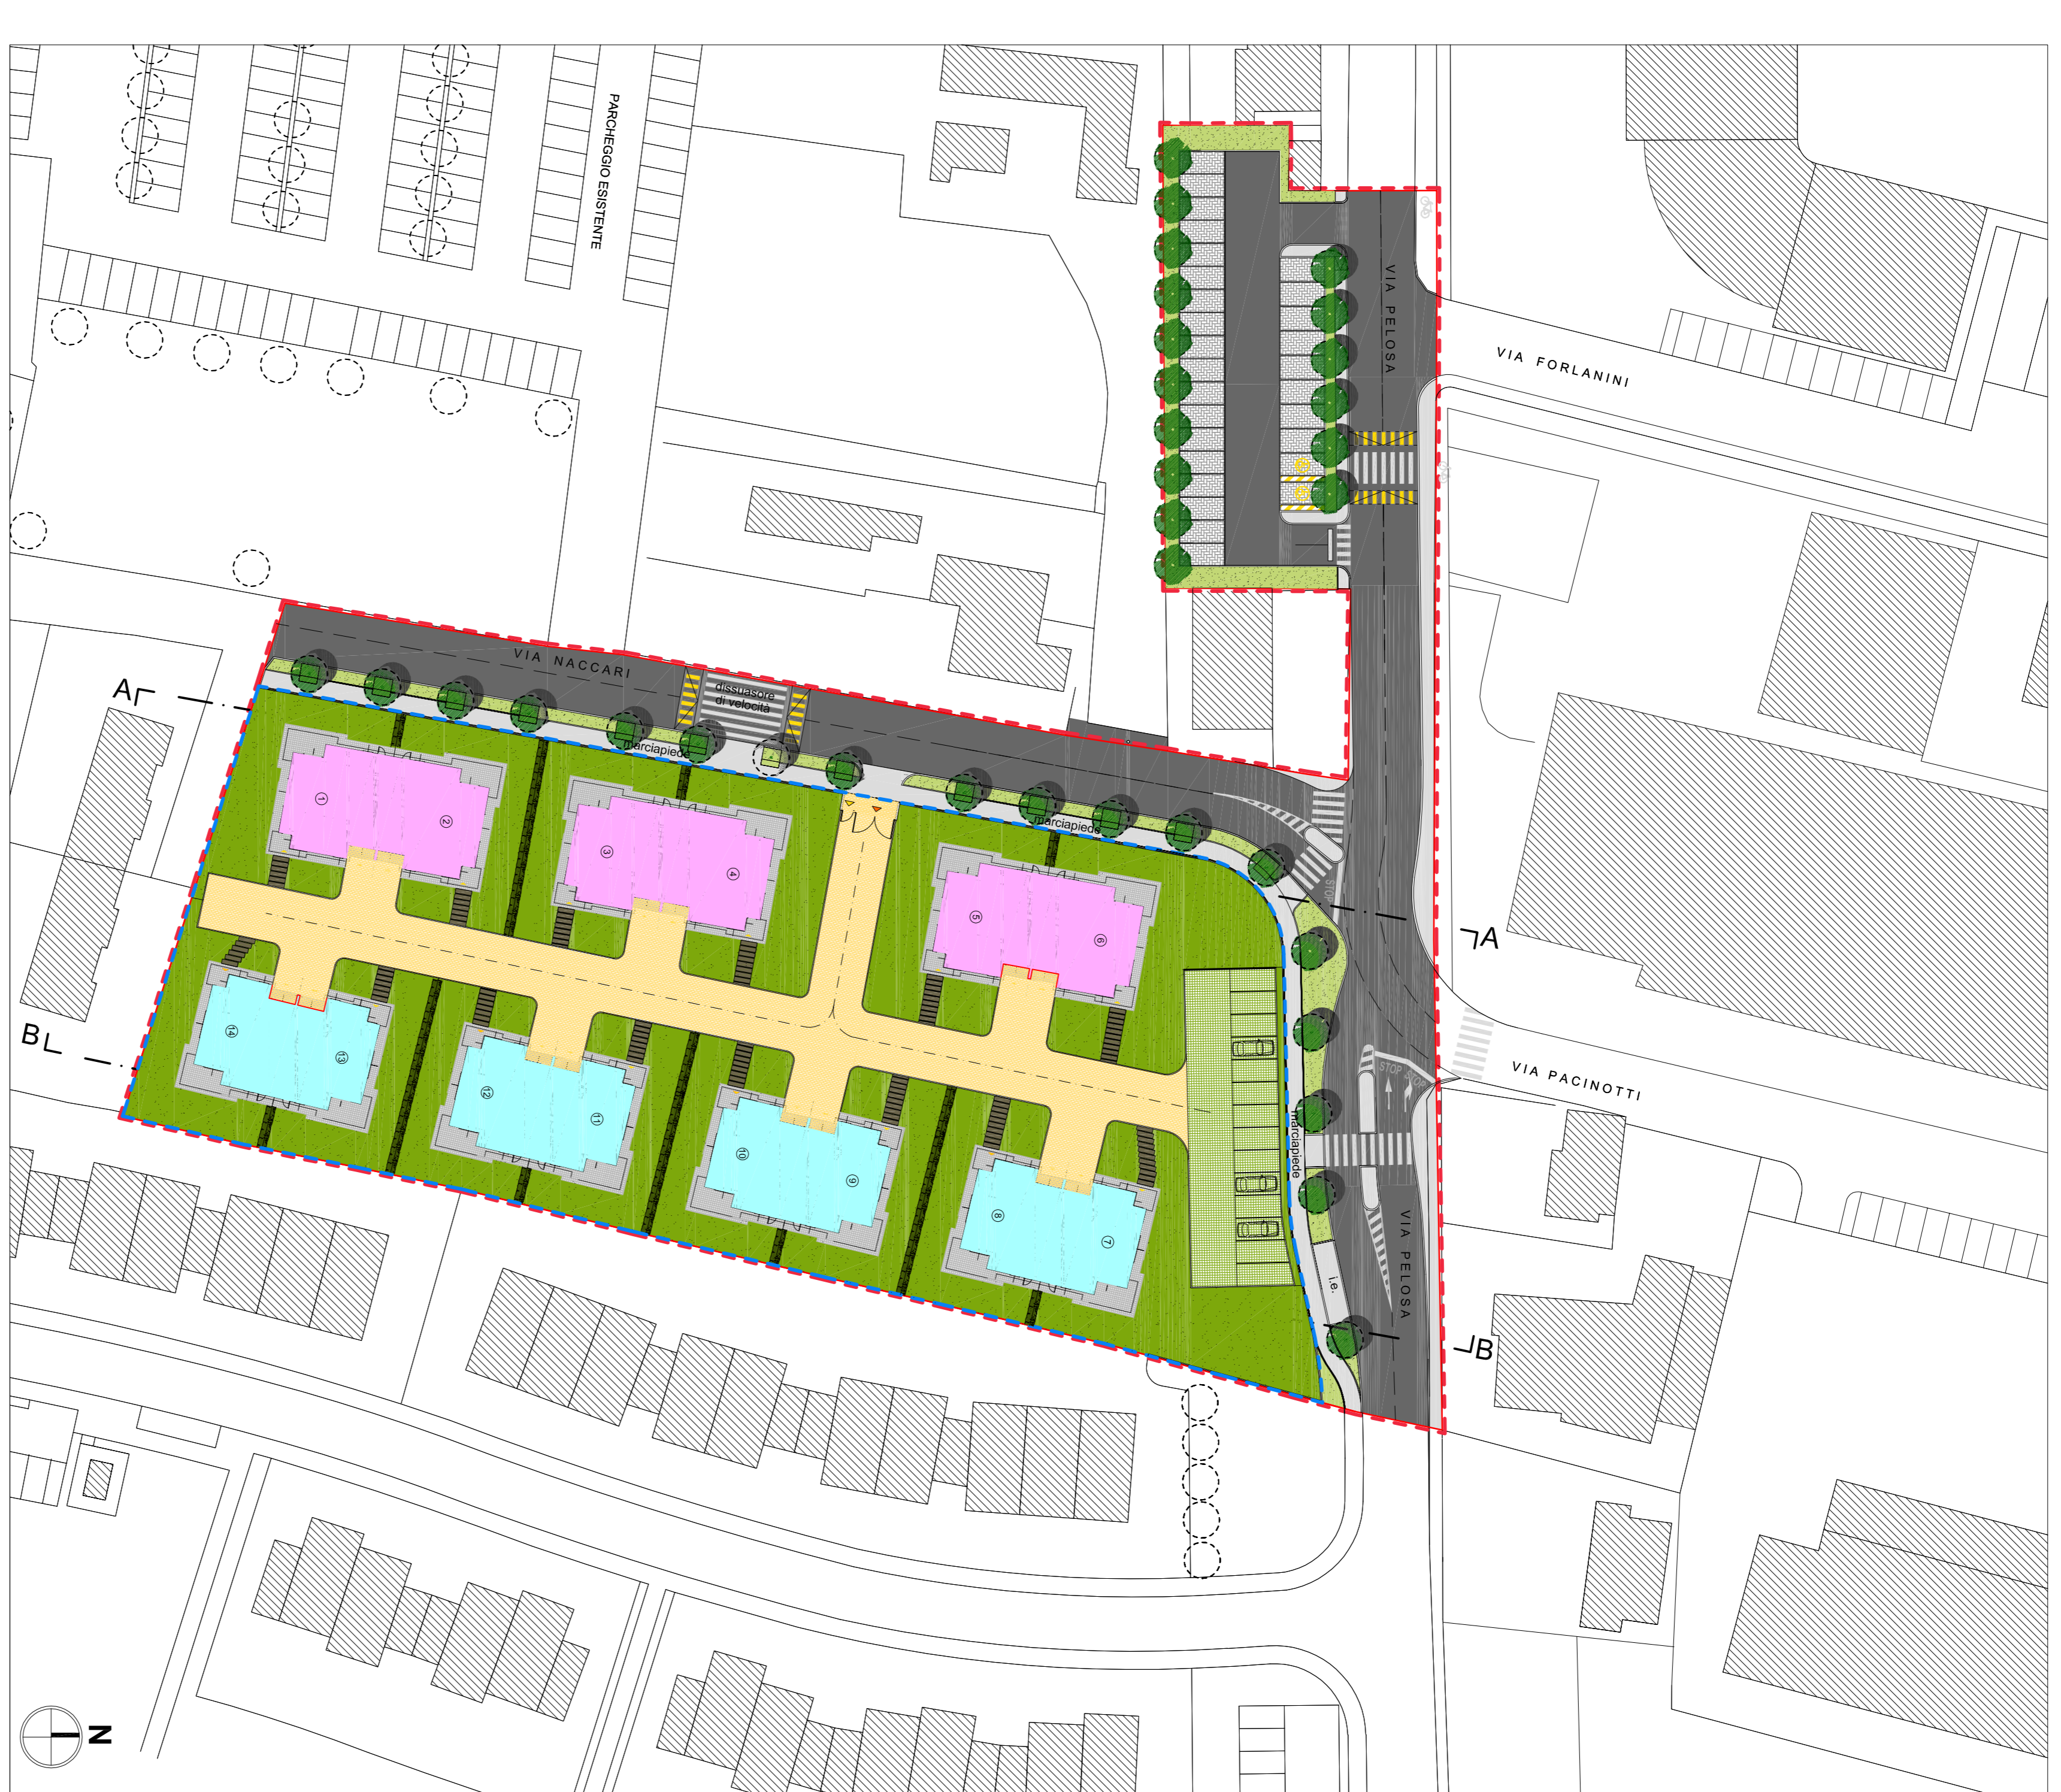 PARCHEGGIO ESISTENTE
VIA PELOSA
VIA FORLANINI
VIA NACCARI
dissuasore
di velocità
marciapiede
marciapiede
A
A
STOP
1
2
3
4
5
6
VIA PACINOTTI
STOP STOP
marciapiede
VIA PELOSA
i.e.
B
B
14
13
12
11
10
9
8
7
N